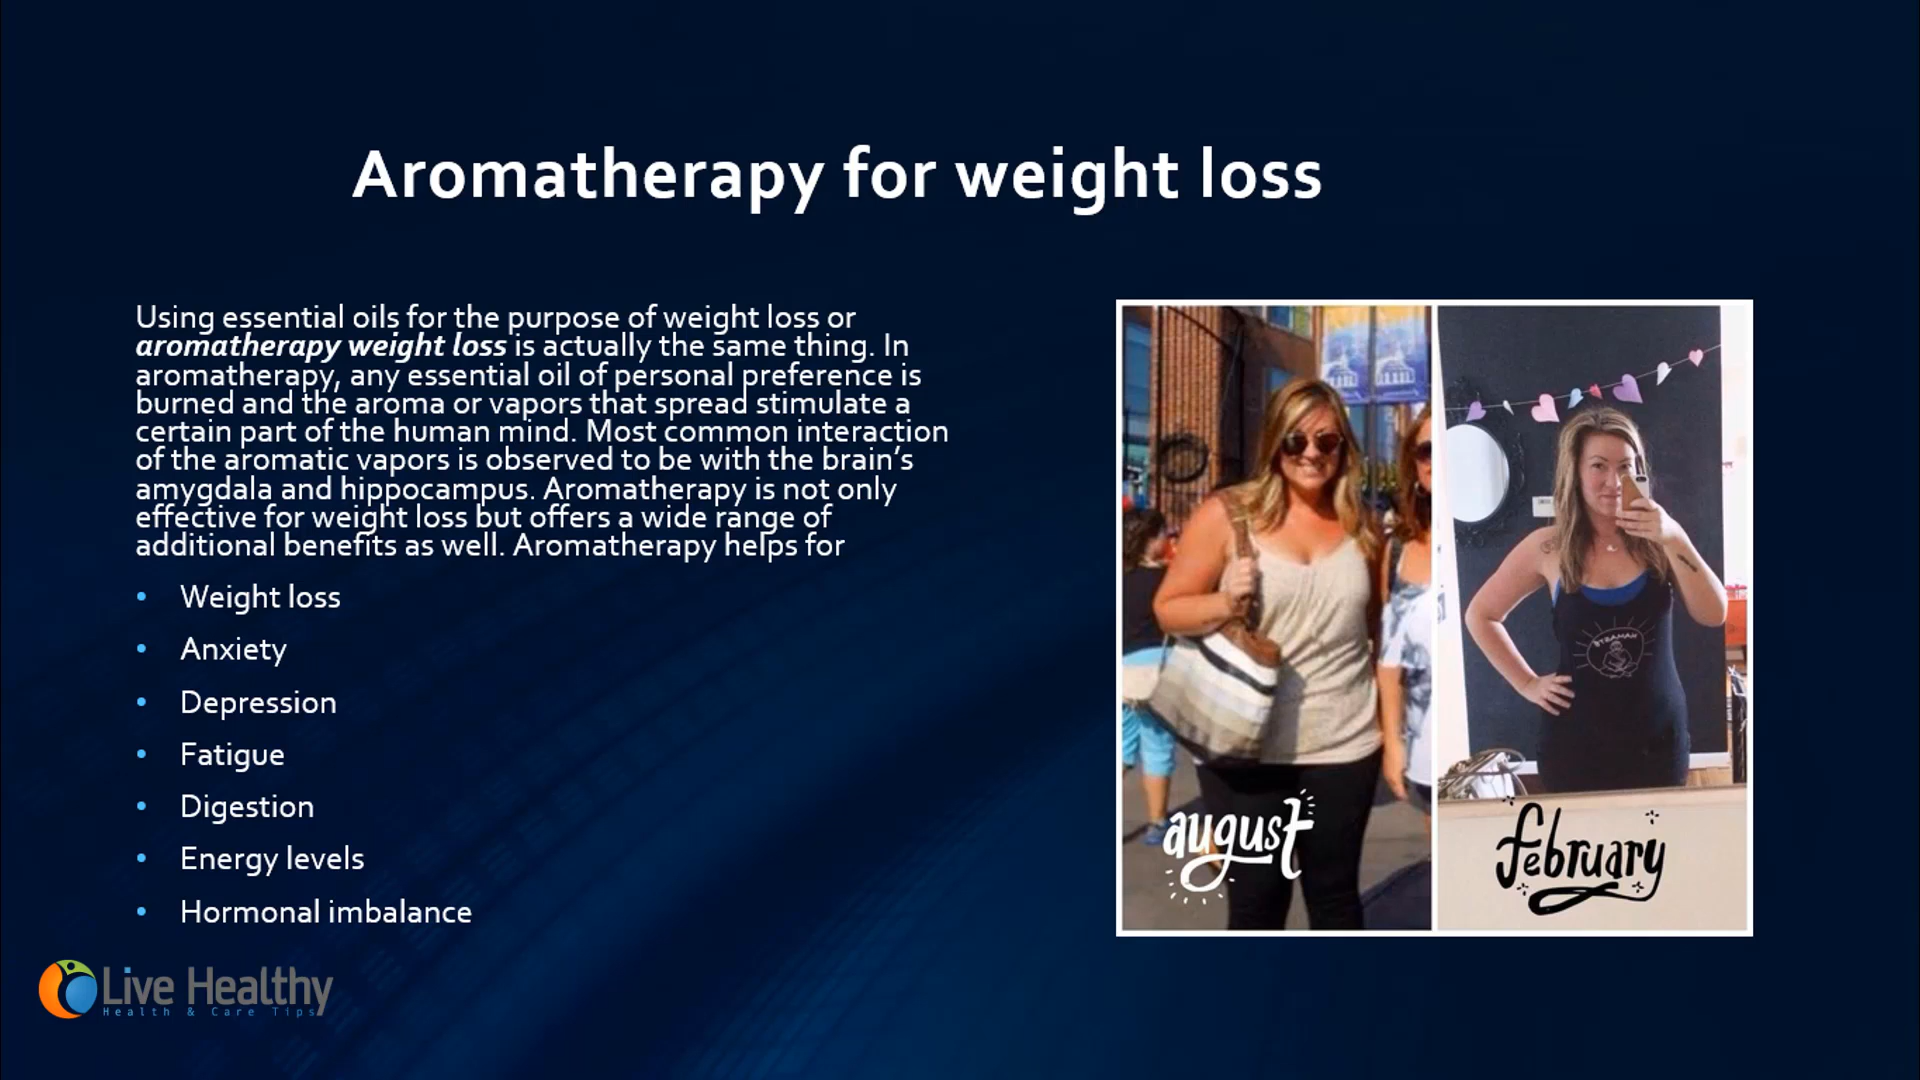 Aromatherapy for weight loss
Using essential oils for the purpose of weight loss or
aromatherapy weight loss is actually the same thing. In
aromatherapy, any essential oil of personal preference is
burned and the aroma or vapors that spread stimulate a
certain part of the human mind. Most common interaction
of the aromatic vapors is observed to be with the brain’s
amygdala and hippocampus. Aromatherapy is not only
effective for weight loss but offers a wide range of
additional benefits as well. Aromatherapy helps for
• Weight loss
• Anxiety
• Depression
• Fatigue
• Digestion
• Energy levels
• Hormonal imbalance
august
february
Live Healthy
Health & Care Tips